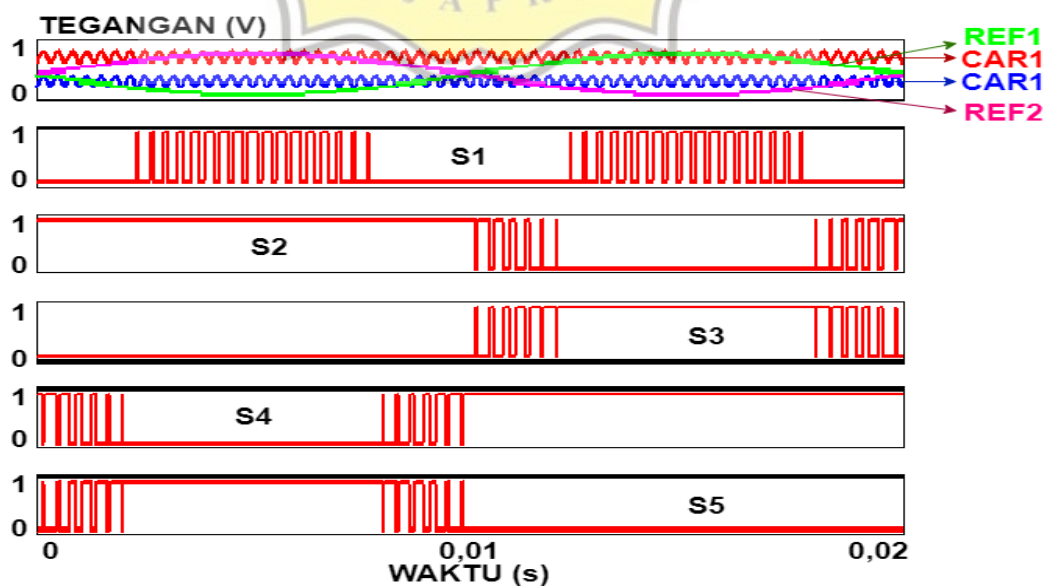 A P R
TEGANGAN (V)
1
0
REF1
CAR1
CAR1
REF2
1
0
S1
1
0
S2
1
0
S3
1
0
S4
1
0
S5
0
0,01
0,02
WAKTU (s)